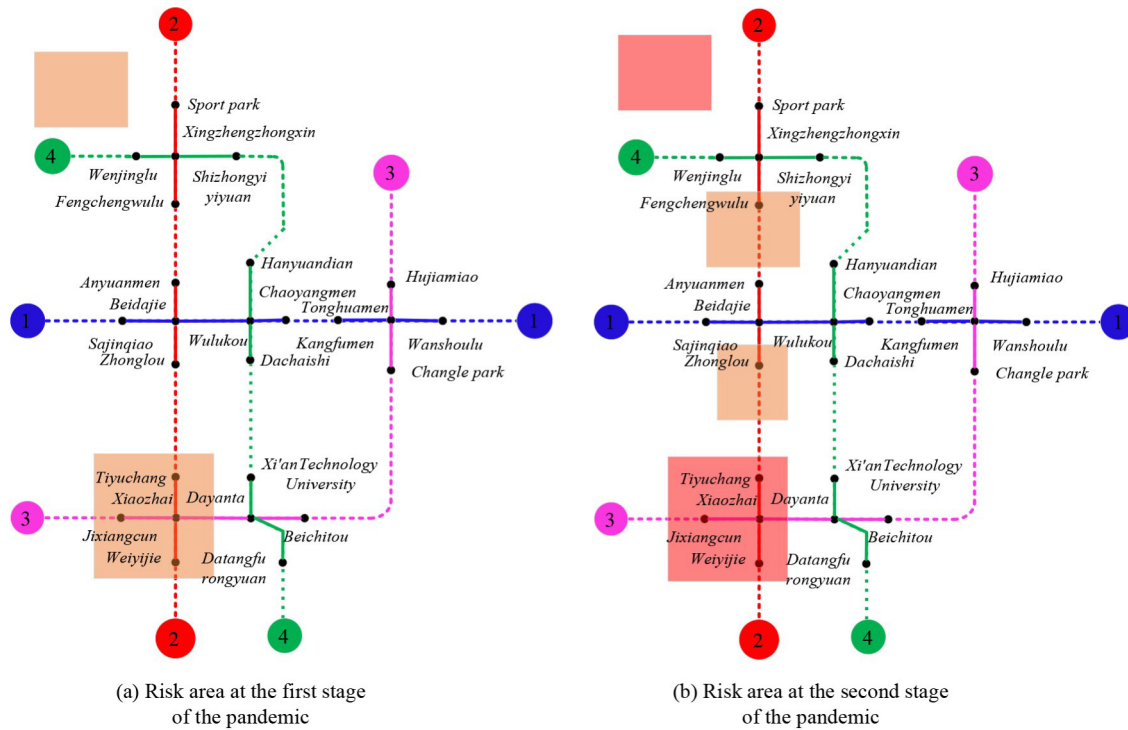 2
Sport park
Xingzhengzhongxin
4
Wenjinglu
Shizhongyi
yiyuan
3
Fengchengwulu
Anyuanmen
Hanyuandian
Hujiamiao
Beidajie
Chaoyangmen
Tonghuamen
1
1
Sajinqiao
Wulukou
Kangfumen
Wanshoulu
Zhonglou
Dachaishi
Changle park
Tiyuchang
Xi'anTechnology
University
Xiaozhai
Dayanta
3
Jixiangcun
Beichitou
Weiyijie
Datangfu
rongyuan
2
4
(a) Risk area at the first stage
of the pandemic
2
Sport park
Xingzhengzhongxin
4
Wenjinglu
Shizhongyi
yiyuan
3
Fengchengwulu
Anyuanmen
Hanyuandian
Hujiamiao
Beidajie
Chaoyangmen
Tonghuamen
1
1
Sajinqiao
Wulukou
Kangfumen
Wanshoulu
Zhonglou
Dachaishi
Changle park
Tiyuchang
Xi'anTechnology
University
Xiaozhai
Dayanta
3
Jixiangcun
Beichitou
Weiyijie
Datangfu
rongyuan
2
4
(b) Risk area at the second stage
of the pandemic